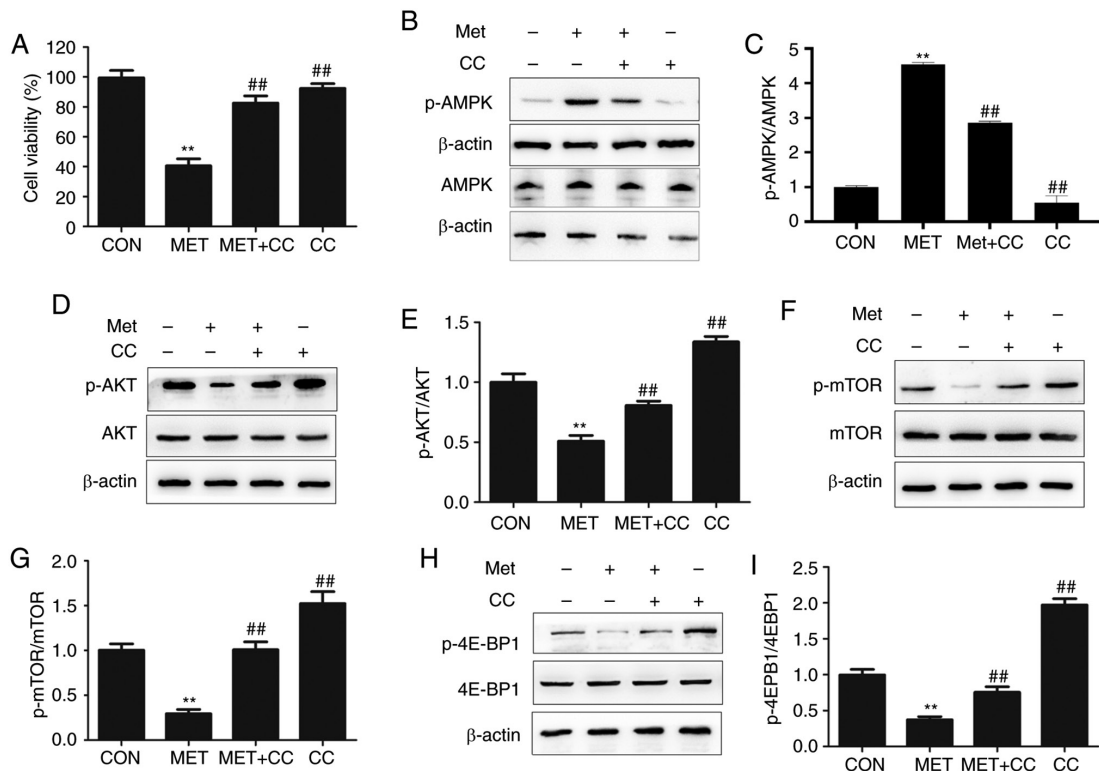 A
Cell viability (%)
120
100
80
60
40
20
0
**
##
##
CON MET MET+CC CC
B
Met − + + −
CC − − + +
p-AMPK
β-actin
AMPK
β-actin
C
p-AMPK/AMPK
5
4
3
2
1
0
**
##
##
CON MET Met+CC CC
D
Met − + + −
CC − − + +
p-AKT
AKT
β-actin
E
p-AKT/AKT
1.5
1.0
0.5
0.0
**
##
##
CON MET MET+CC CC
F
Met − + + −
CC − − + +
p-mTOR
mTOR
β-actin
G
p-mTOR/mTOR
2.0
1.5
1.0
0.5
0.0
**
##
##
CON MET MET+CC CC
H
Met − + + −
CC − − + +
p-4E-BP1
4E-BP1
β-actin
I
p-4EPB1/4EBP1
2.5
2.0
1.5
1.0
0.5
0.0
**
##
##
CON MET MET+CC CC